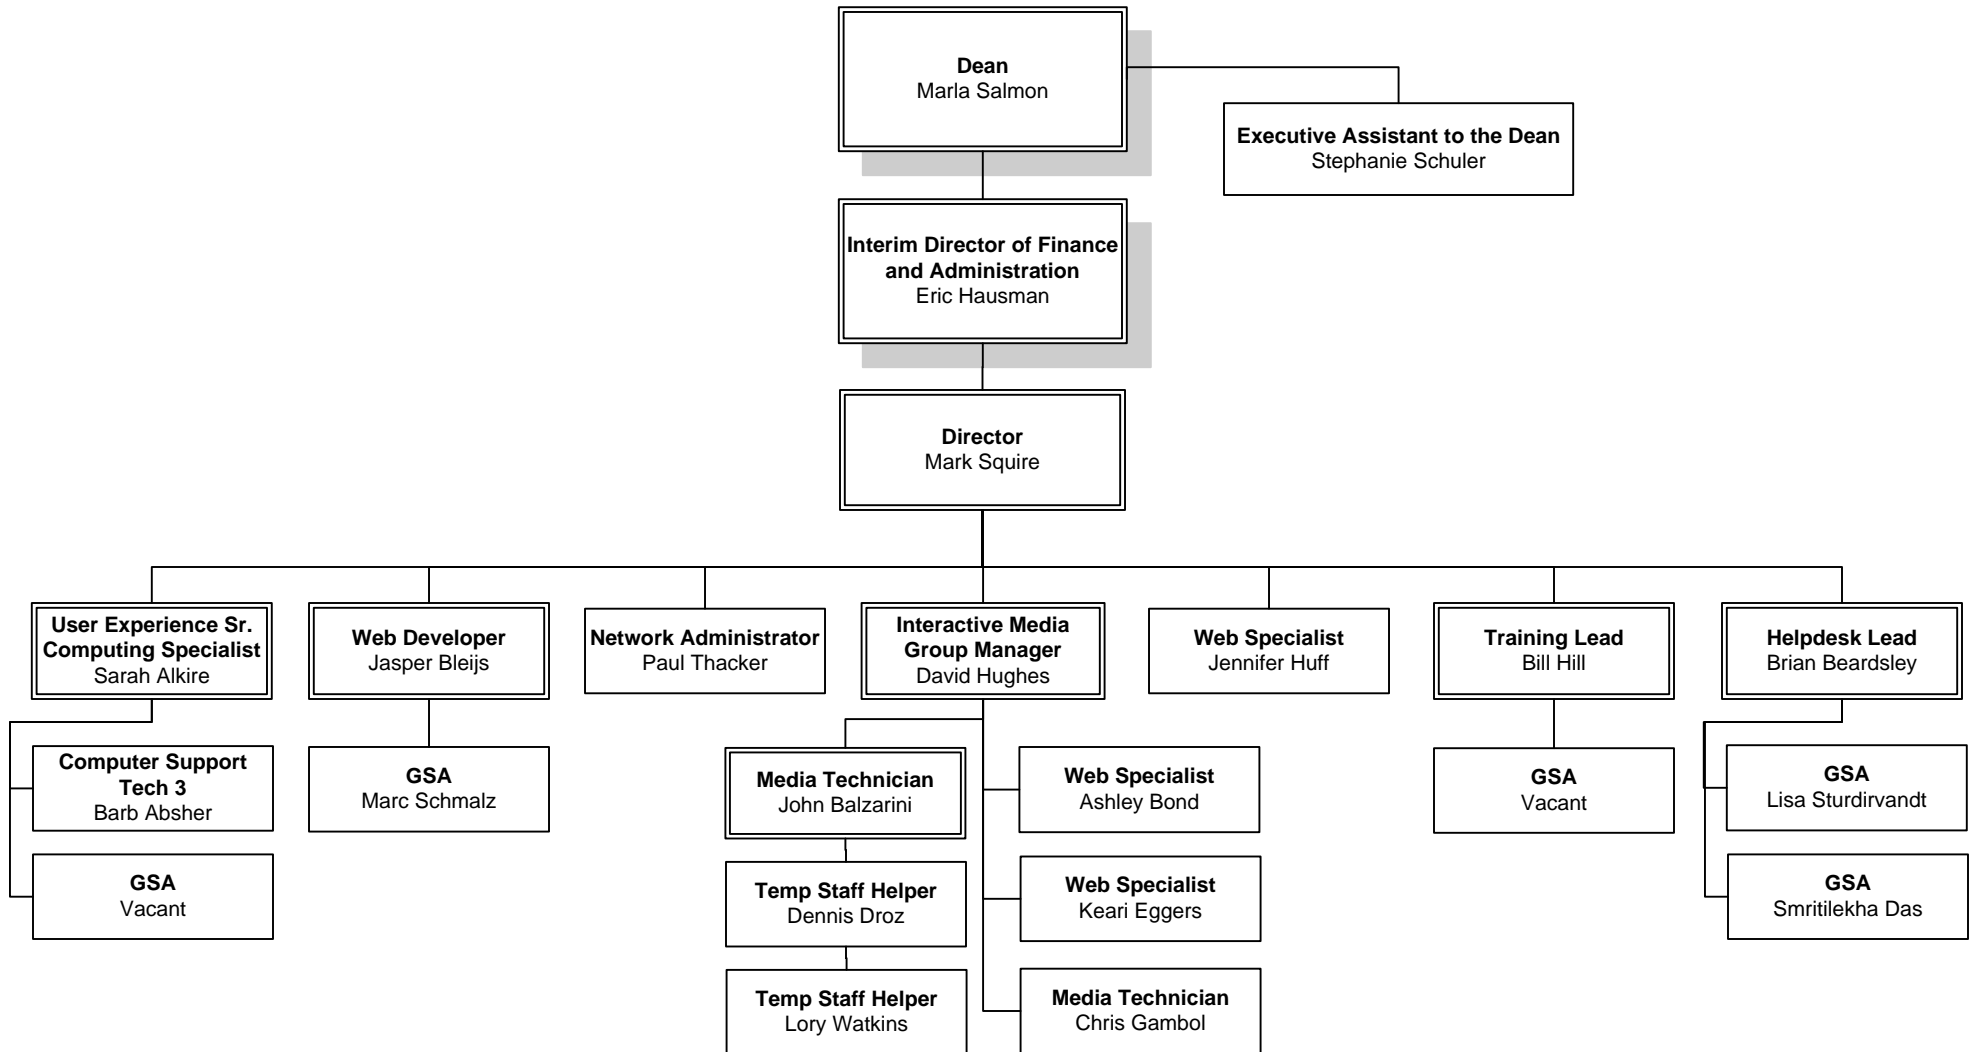 Dean
Marla Salmon
Executive Assistant to the Dean
Stephanie Schuler
Interim Director of Finance
and Administration
Eric Hausman
Director
Mark Squire
User Experience Sr.
Computing Specialist
Sarah Alkire
Web Developer
Jasper Bleijs
Network Administrator
Paul Thacker
Interactive Media
Group Manager
David Hughes
Web Specialist
Jennifer Huff
Training Lead
Bill Hill
Helpdesk Lead
Brian Beardsley
Computer Support
Tech 3
Barb Absher
GSA
Vacant
GSA
Marc Schmalz
Media Technician
John Balzarini
Temp Staff Helper
Dennis Droz
Temp Staff Helper
Lory Watkins
Web Specialist
Ashley Bond
Web Specialist
Keari Eggers
Media Technician
Chris Gambol
GSA
Vacant
GSA
Lisa Sturdirvandt
GSA
Smritilekha Das